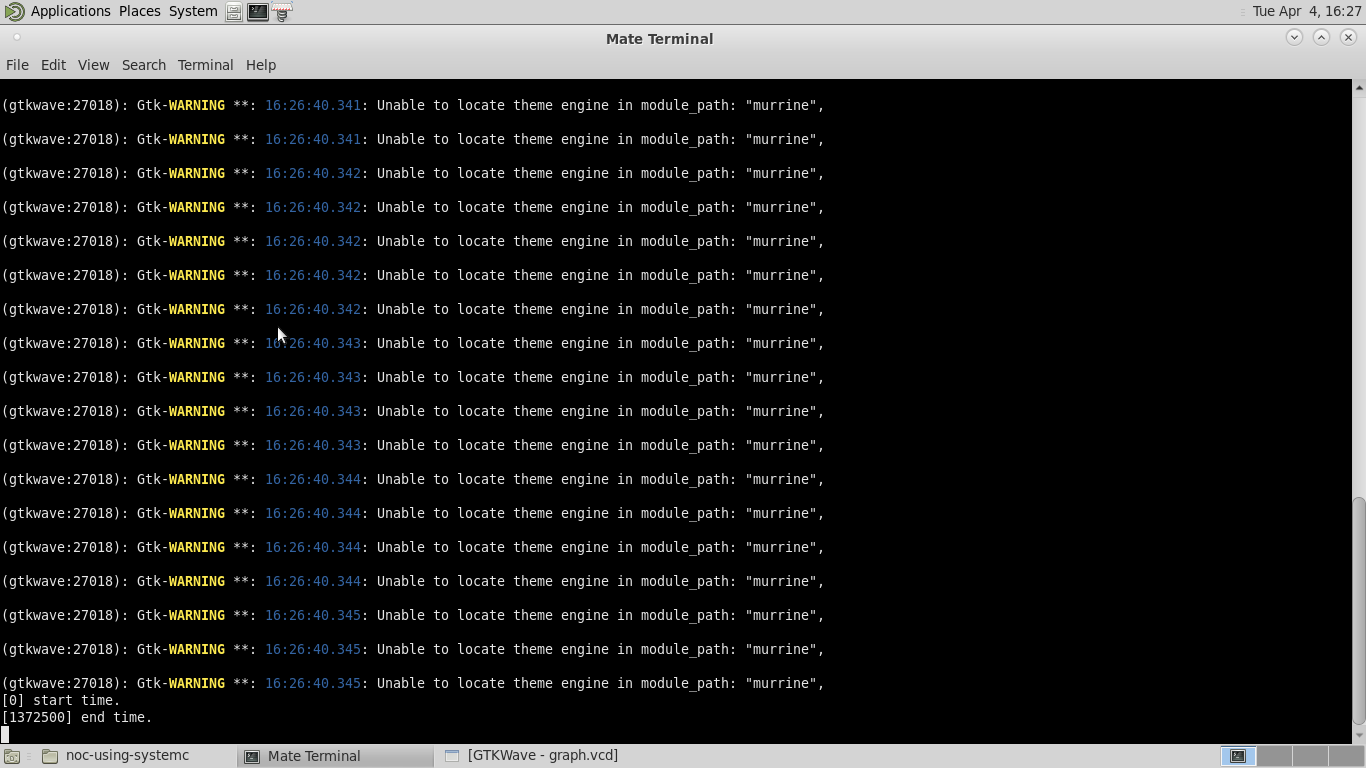 Applications Places System Tue Apr 4, 16:27
Mate Terminal
File Edit View Search Terminal Help
(gtkwave:27018): Gtk-WARNING **: 16:26:40.341: Unable to locate theme engine in module_path: "murrine",
(gtkwave:27018): Gtk-WARNING **: 16:26:40.341: Unable to locate theme engine in module_path: "murrine",
(gtkwave:27018): Gtk-WARNING **: 16:26:40.342: Unable to locate theme engine in module_path: "murrine",
(gtkwave:27018): Gtk-WARNING **: 16:26:40.342: Unable to locate theme engine in module_path: "murrine",
(gtkwave:27018): Gtk-WARNING **: 16:26:40.342: Unable to locate theme engine in module_path: "murrine",
(gtkwave:27018): Gtk-WARNING **: 16:26:40.342: Unable to locate theme engine in module_path: "murrine",
(gtkwave:27018): Gtk-WARNING **: 16:26:40.342: Unable to locate theme engine in module_path: "murrine",
(gtkwave:27018): Gtk-WARNING **: 16:26:40.343: Unable to locate theme engine in module_path: "murrine",
(gtkwave:27018): Gtk-WARNING **: 16:26:40.343: Unable to locate theme engine in module_path: "murrine",
(gtkwave:27018): Gtk-WARNING **: 16:26:40.343: Unable to locate theme engine in module_path: "murrine",
(gtkwave:27018): Gtk-WARNING **: 16:26:40.343: Unable to locate theme engine in module_path: "murrine",
(gtkwave:27018): Gtk-WARNING **: 16:26:40.344: Unable to locate theme engine in module_path: "murrine",
(gtkwave:27018): Gtk-WARNING **: 16:26:40.344: Unable to locate theme engine in module_path: "murrine",
(gtkwave:27018): Gtk-WARNING **: 16:26:40.344: Unable to locate theme engine in module_path: "murrine",
(gtkwave:27018): Gtk-WARNING **: 16:26:40.344: Unable to locate theme engine in module_path: "murrine",
(gtkwave:27018): Gtk-WARNING **: 16:26:40.345: Unable to locate theme engine in module_path: "murrine",
(gtkwave:27018): Gtk-WARNING **: 16:26:40.345: Unable to locate theme engine in module_path: "murrine",
(gtkwave:27018): Gtk-WARNING **: 16:26:40.345: Unable to locate theme engine in module_path: "murrine",
[0] start time.
[1372500] end time.
noc-using-systemc Mate Terminal [GTKWave - graph.vcd]